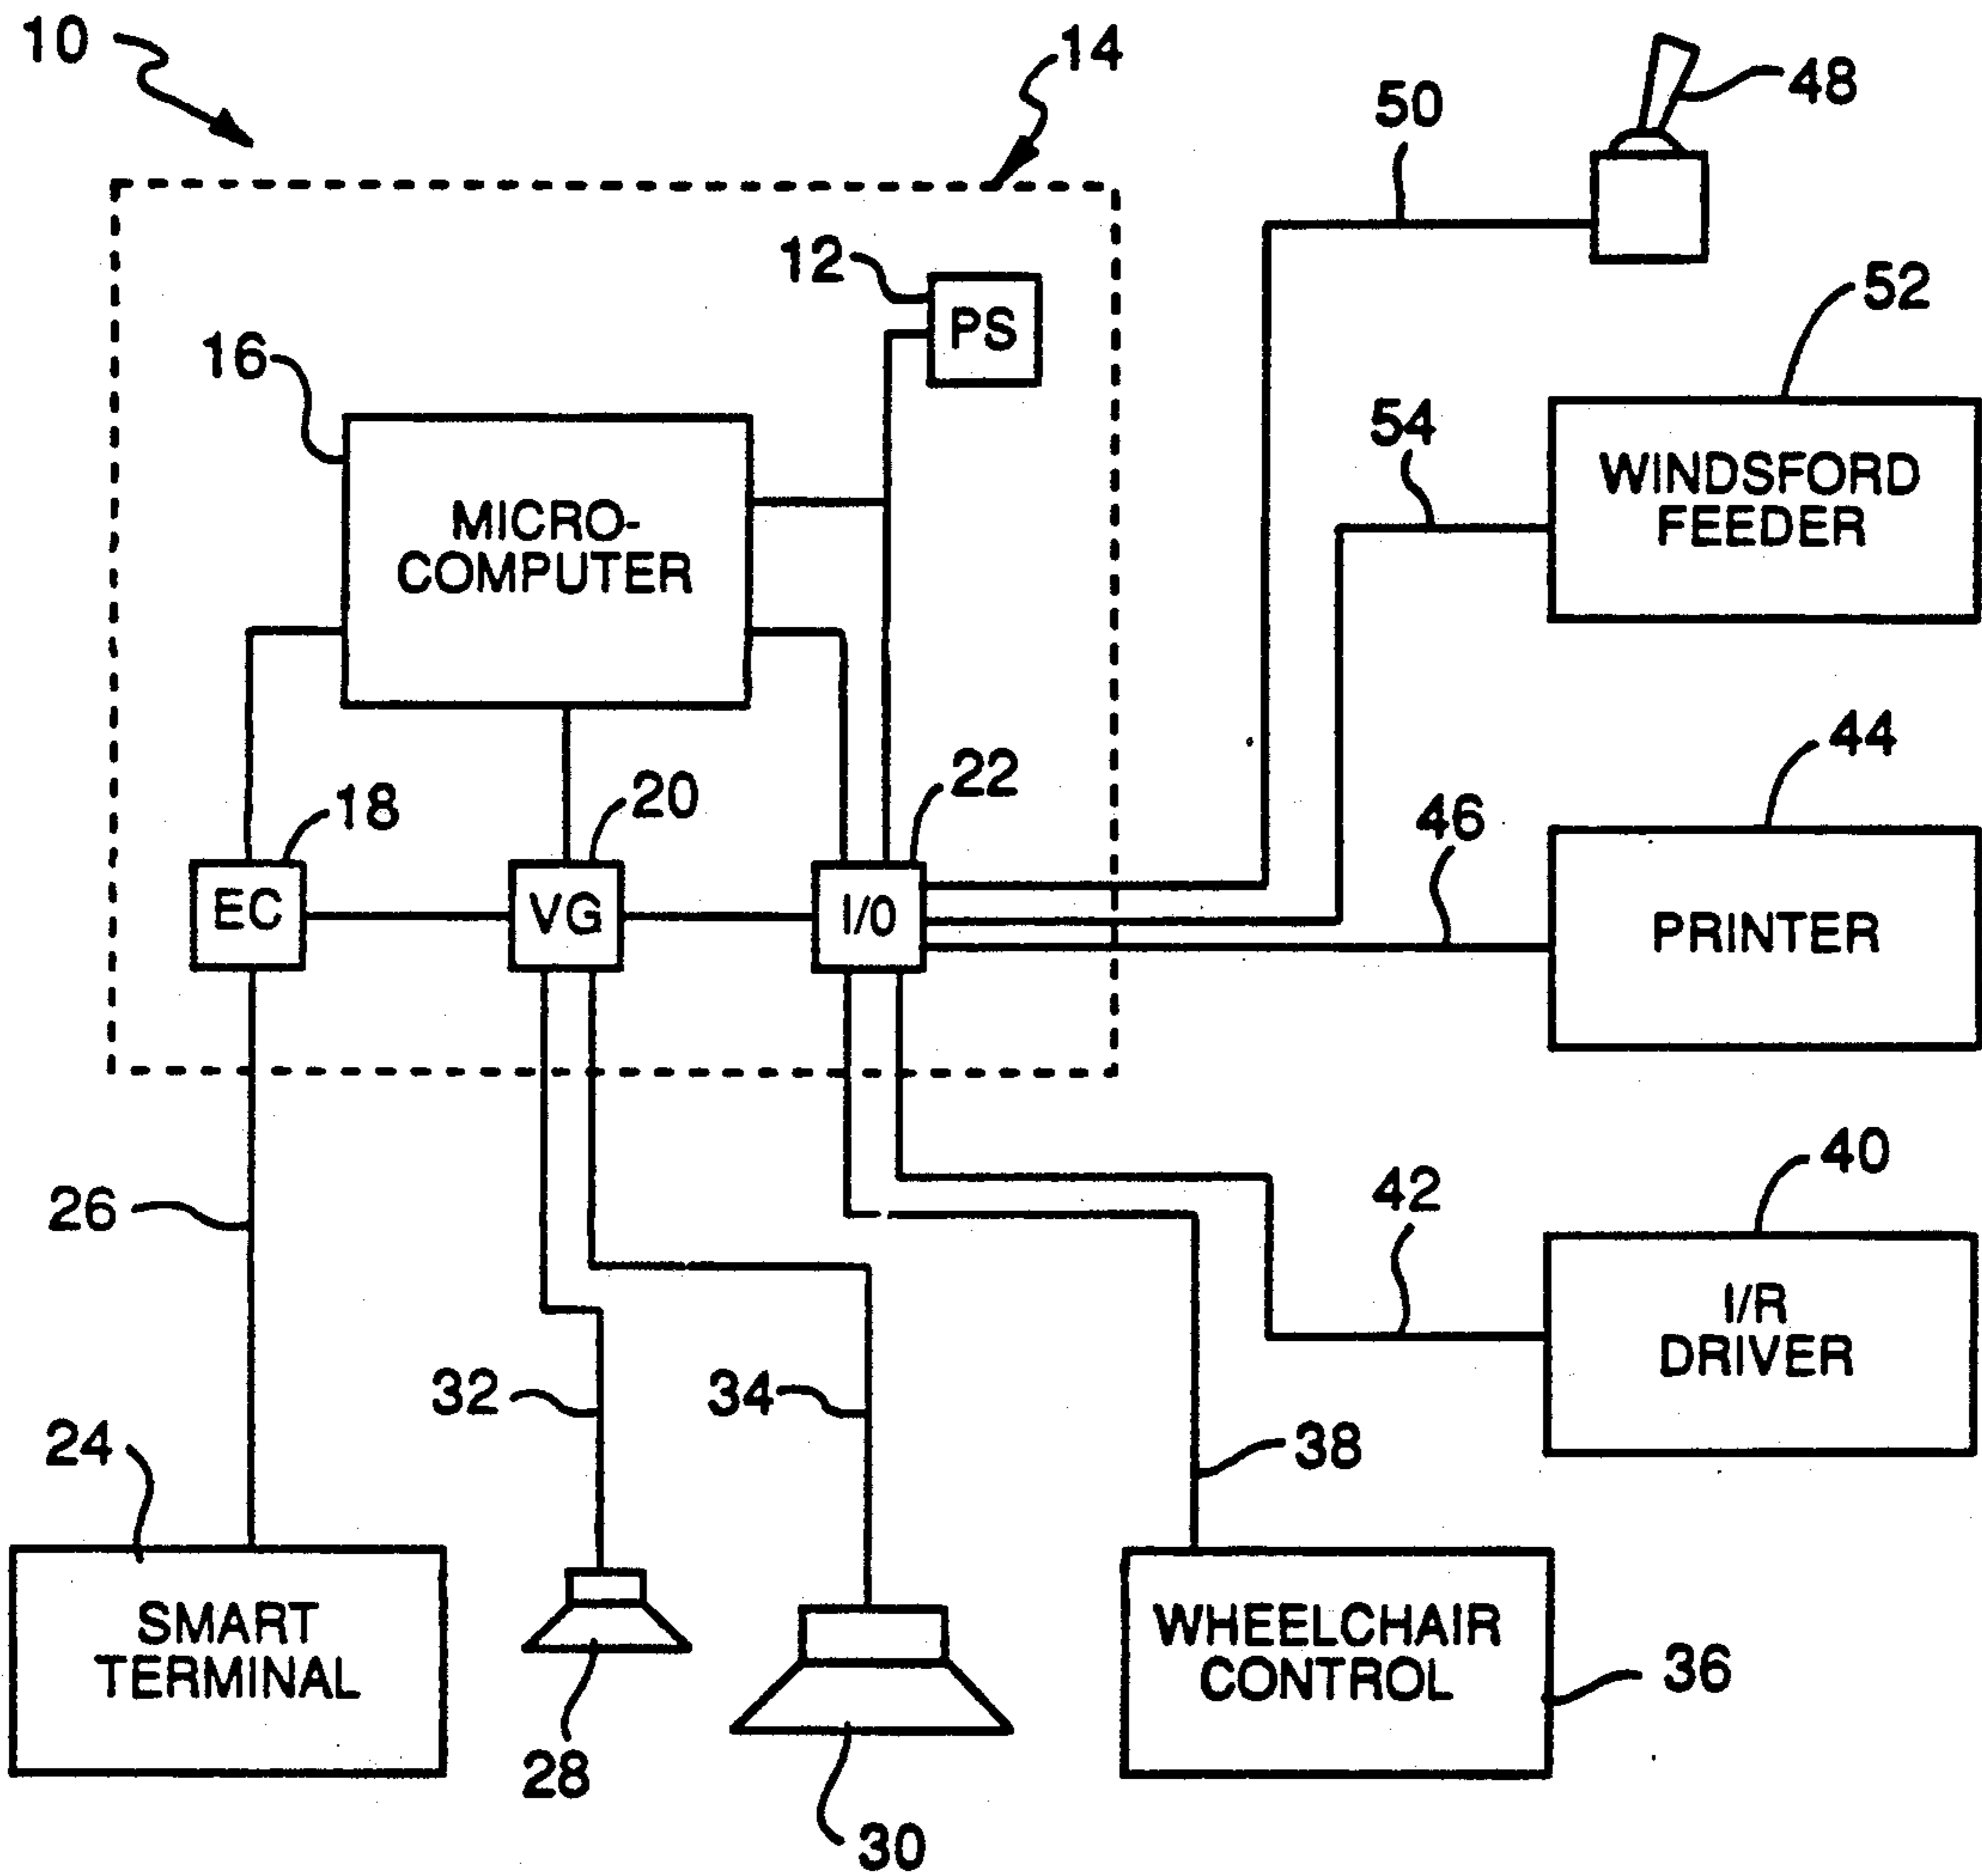 10
14
48
50
12
PS
52
16
54
WINDSFORD
FEEDER
MICRO-
COMPUTER
44
22
20
18
46
EC
VG
I/0
PRINTER
40
42
26
I/R
DRIVER
32
34
24
38
SMART
TERMINAL
WHEELCHAIR
CONTROL
36
28
30